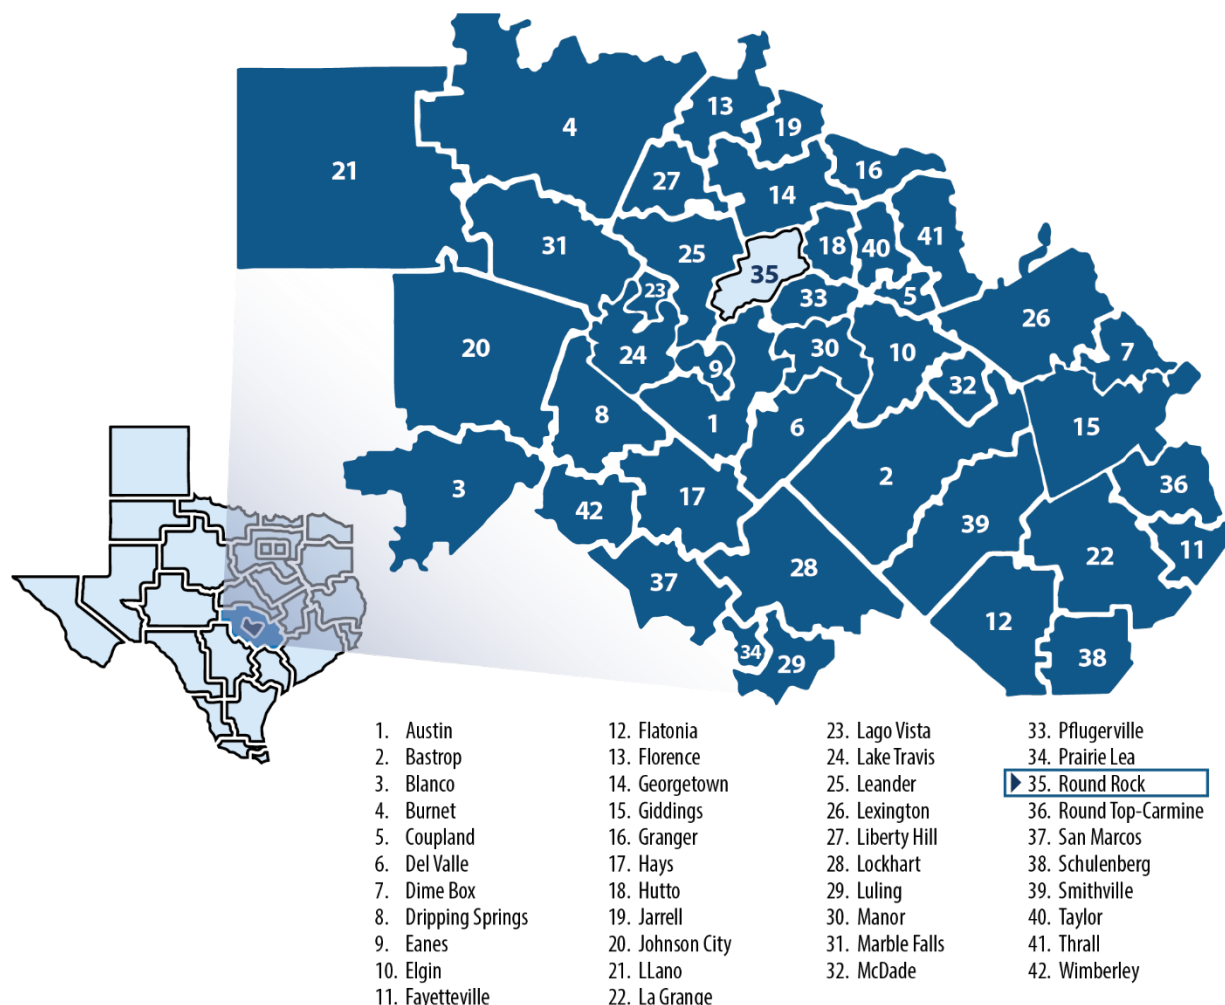 4
13
19
21
27
14
16
31
25
18
40
41
35
23
33
5
26
20
24
9
30
10
7
32
8
1
6
15
3
2
36
42
17
39
22
11
37
28
12
34
29
38
1. Austin
2. Bastrop
3. Blanco
4. Burnet
5. Coupland
6. Del Valle
7. Dime Box
8. Dripping Springs
9. Eanes
10. Elgin
11. Fayetteville
12. Flatonia
13. Florence
14. Georgetown
15. Giddings
16. Granger
17. Hays
18. Hutto
19. Jarrell
20. Johnson City
21. LLano
22. La Grange
23. Lago Vista
24. Lake Travis
25. Leander
26. Lexington
27. Liberty Hill
28. Lockhart
29. Luling
30. Manor
31. Marble Falls
32. McDade
33. Pflugerville
34. Prairie Lea
35. Round Rock
36. Round Top-Carmine
37. San Marcos
38. Schulenberg
39. Smithville
40. Taylor
41. Thrall
42. Wimberley